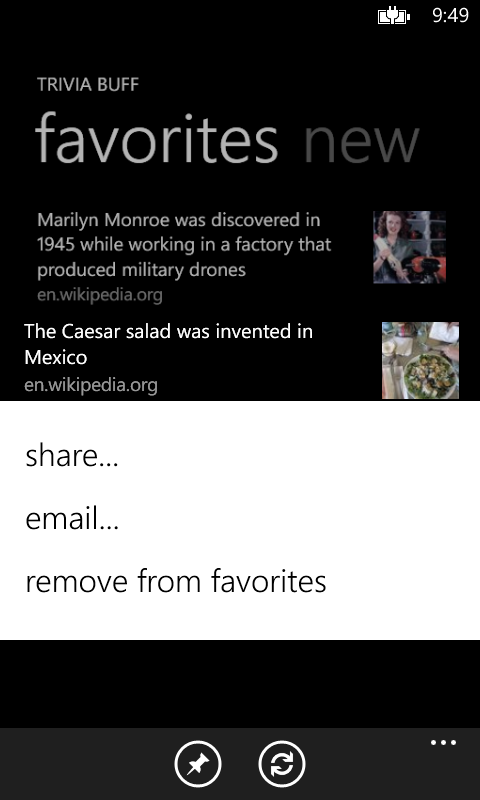 9:49
TRIVIA BUFF
favorites new
Marilyn Monroe was discovered in
1945 while working in a factory that
produced military drones
en.wikipedia.org
The Caesar salad was invented in
Mexico
en.wikipedia.org
share...
email...
remove from favorites